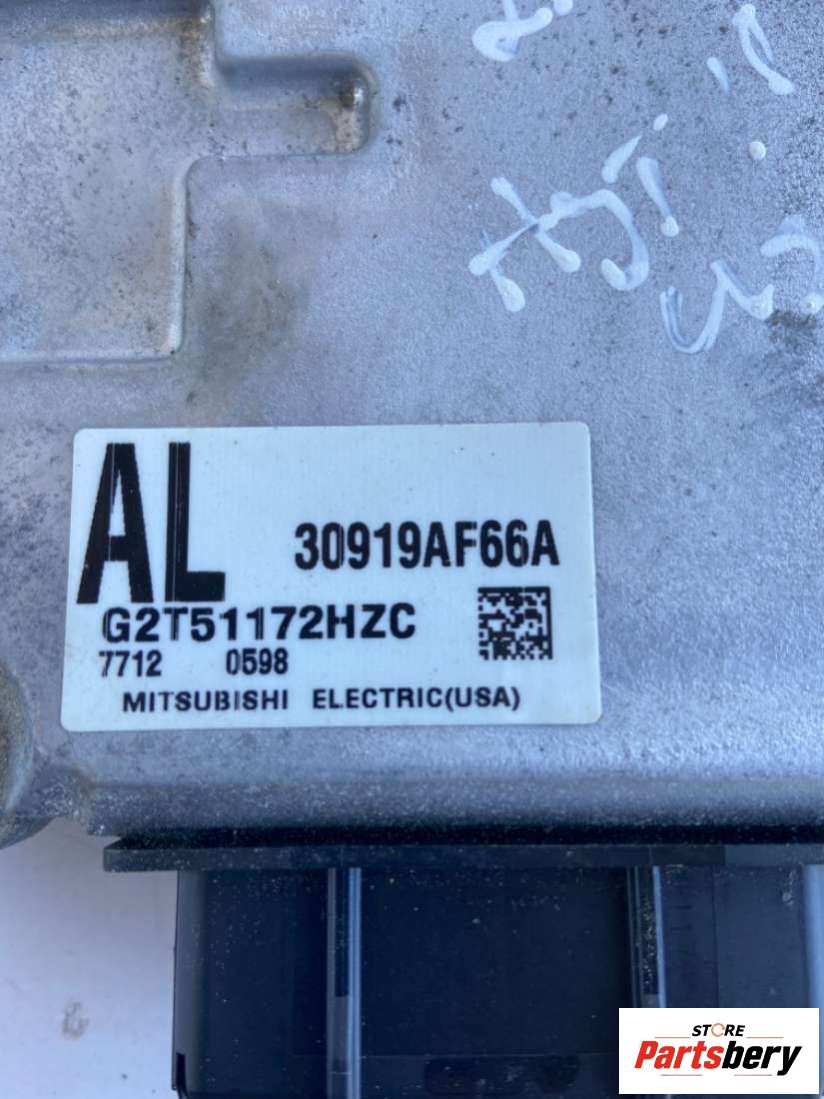 AL
30919AF66A
G2T51172HZC
7712 0598
MITSUBISHI ELECTRIC(USA)
STORE
Partsbery